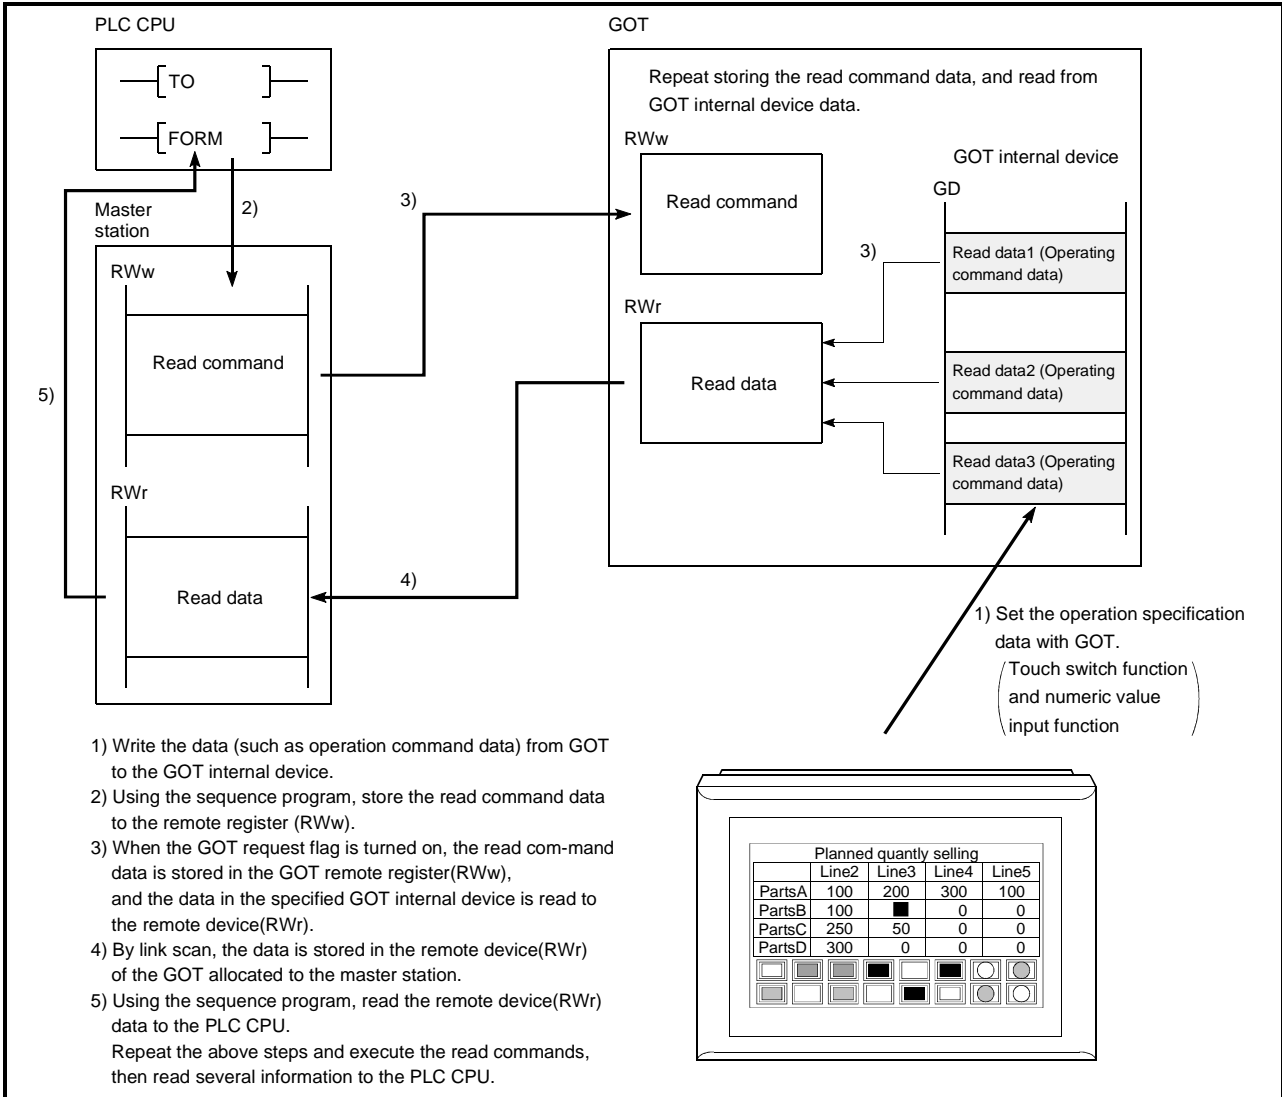 PLC CPU
GOT
TO
FORM
Repeat storing the read command data, and read from
GOT internal device data.
RWw
GOT internal device
GD
Read command
3)
Read data1 (Operating
command data)
RWr
Read data
Read data2 (Operating
command data)
Read data3 (Operating
command data)
2)
3)
Master
station
RWw
Read command
5)
RWr
Read data
4)
1) Set the operation specification
data with GOT.
Touch switch function
and numeric value
input function
1) Write the data (such as operation command data) from GOT
to the GOT internal device.
2) Using the sequence program, store the read command data
to the remote register (RWw).
3) When the GOT request flag is turned on, the read com-mand
data is stored in the GOT remote register(RWw),
and the data in the specified GOT internal device is read to
the remote device(RWr).
4) By link scan, the data is stored in the remote device(RWr)
of the GOT allocated to the master station.
5) Using the sequence program, read the remote device(RWr)
data to the PLC CPU.
Repeat the above steps and execute the read commands,
then read several information to the PLC CPU.
Planned quantly selling
Line2 Line3 Line4 Line5
PartsA 100 200 300 100
PartsB 100 0 0
PartsC 250 50 0 0
PartsD 300 0 0 0